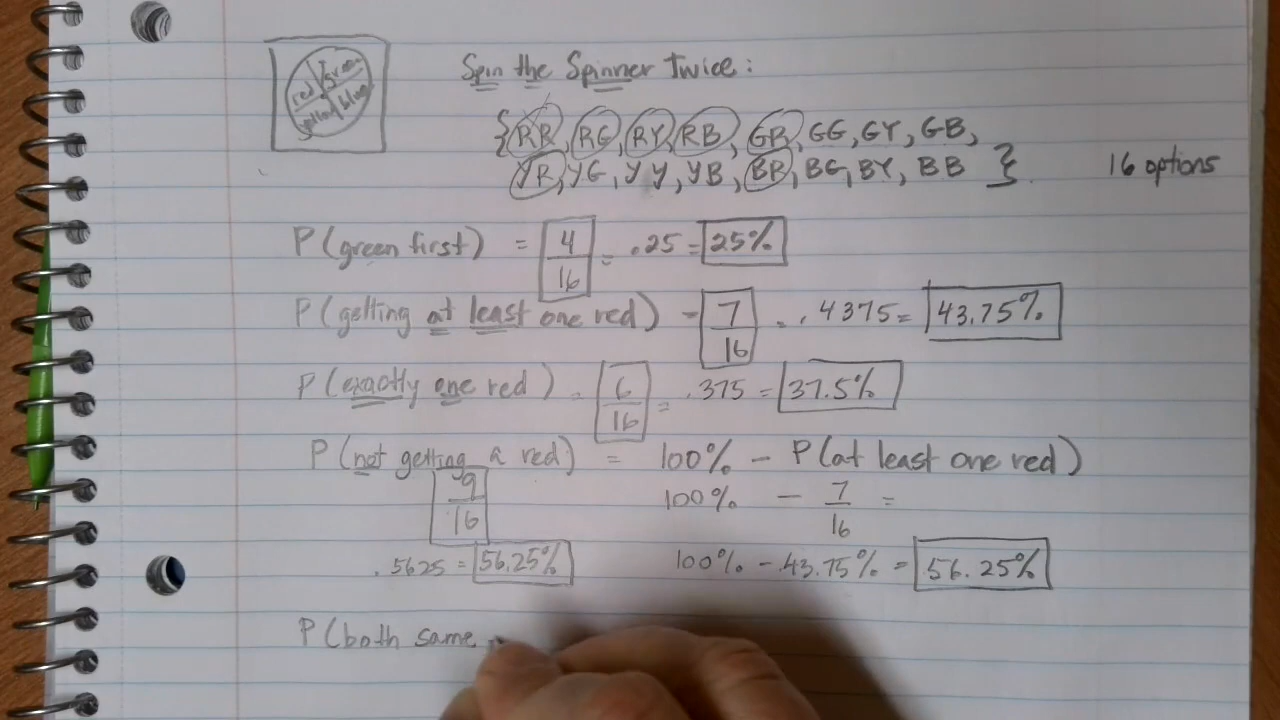 red green
yellow blue
Spin the Spinner Twice:
{RR, RG, RY, RB, GR, GG, GY, GB,
YR, YG, YY, YB, BR, BG, BY, BB }
16 options
P(green first) = 4/16 = .25 = 25%
P(getting at least one red) = 7/16 = .4375 = 43.75%
P(exactly one red) = 6/16 = .375 = 37.5%
P(not getting a red) = 100% - P(at least one red)
9/16
100% - 7/16 =
.5625 = 56.25%
100% - 43.75% = 56.25%
P(both same